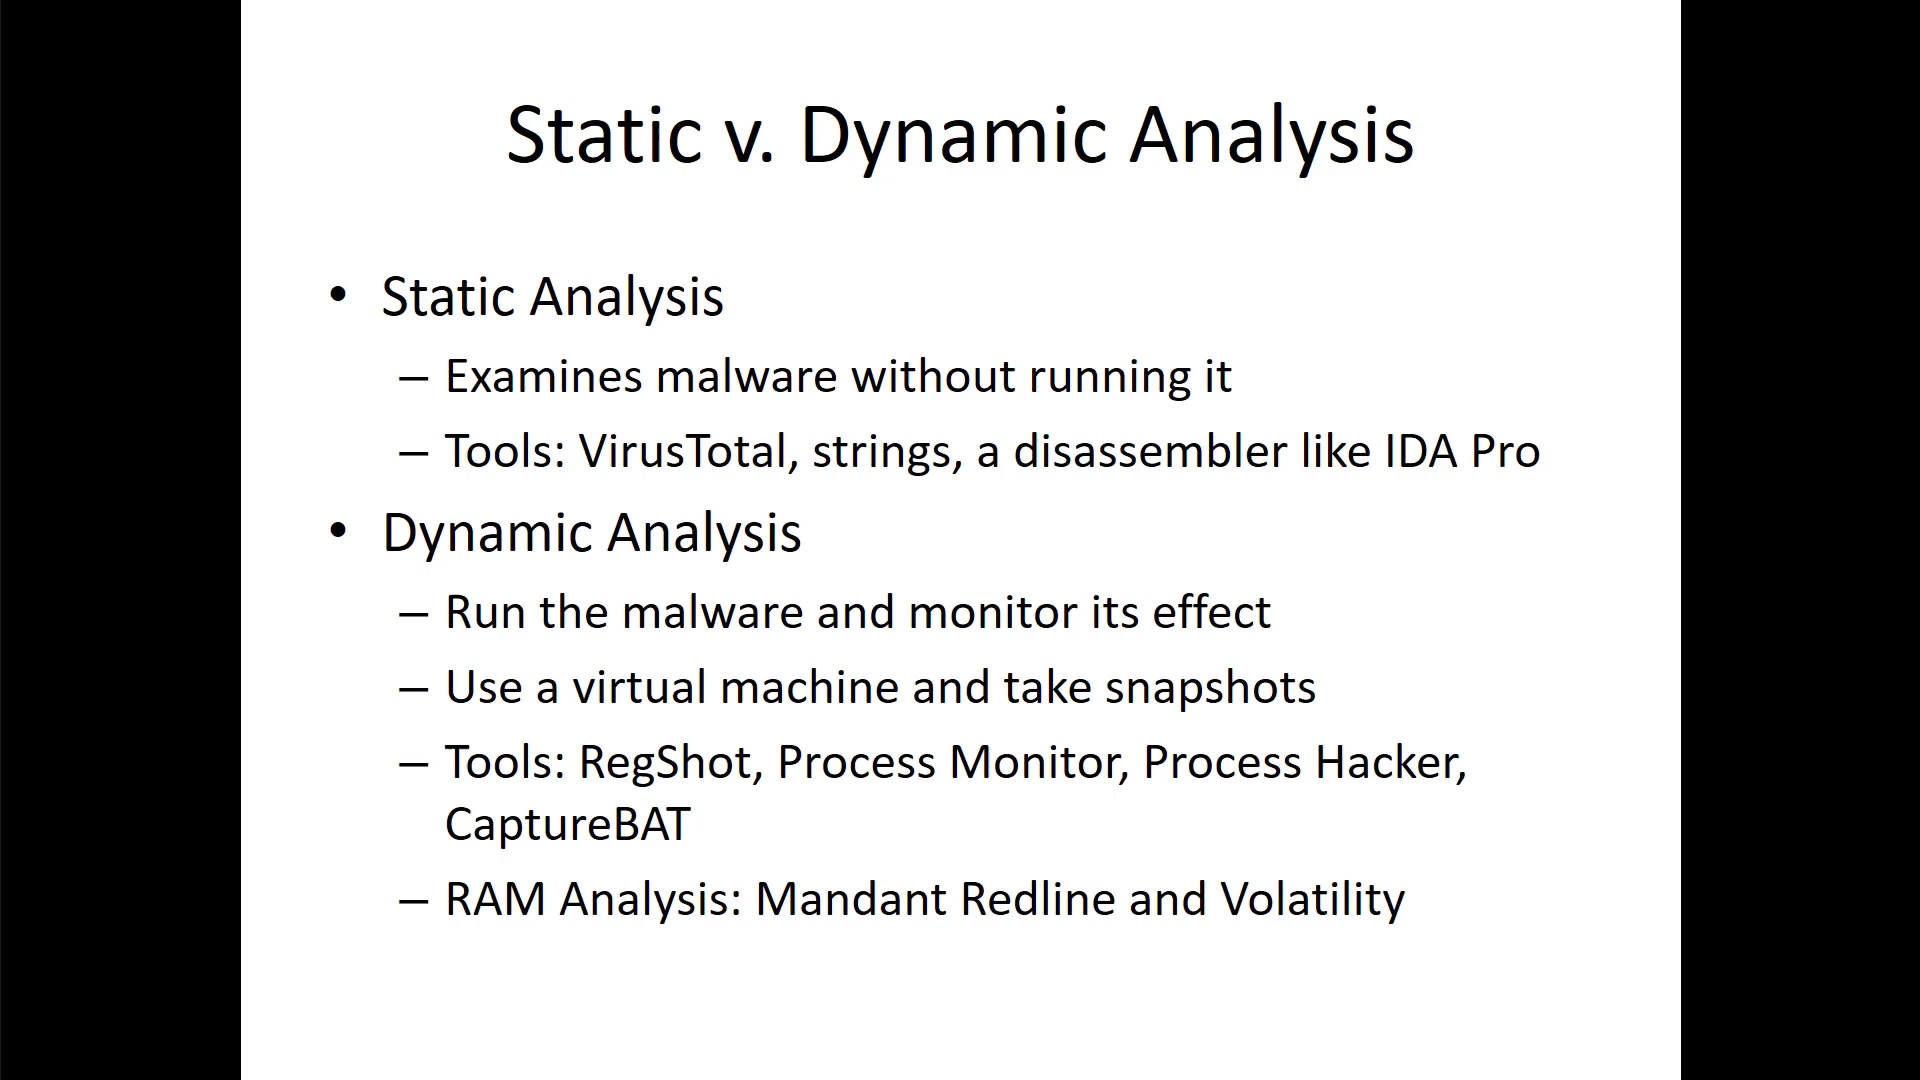 Static v. Dynamic Analysis
• Static Analysis
– Examines malware without running it
– Tools: VirusTotal, strings, a disassembler like IDA Pro
• Dynamic Analysis
– Run the malware and monitor its effect
– Use a virtual machine and take snapshots
– Tools: RegShot, Process Monitor, Process Hacker,
CaptureBAT
– RAM Analysis: Mandant Redline and Volatility